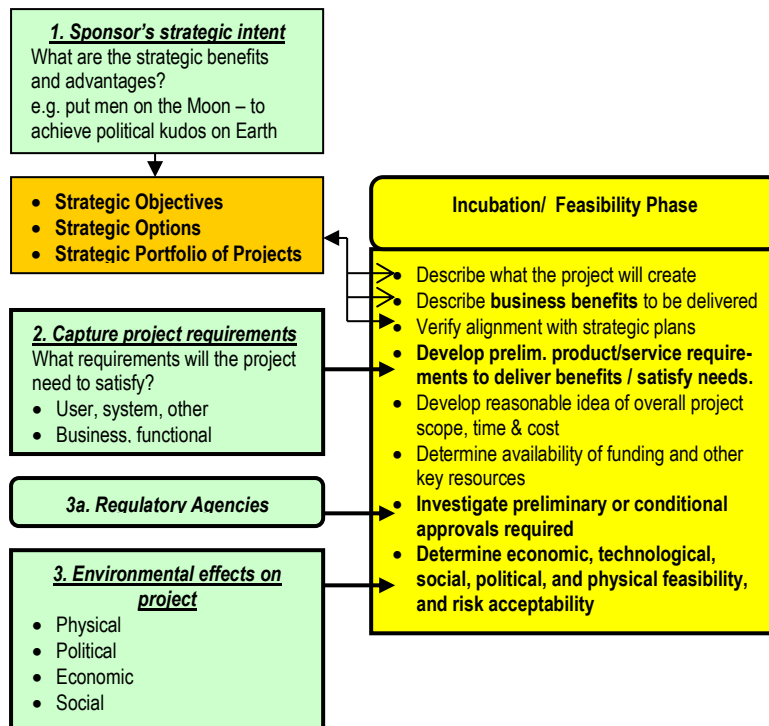 1. Sponsor's strategic intent
What are the strategic benefits
and advantages?
e.g. put men on the Moon – to
achieve political kudos on Earth
• Strategic Objectives
• Strategic Options
• Strategic Portfolio of Projects
2. Capture project requirements
What requirements will the project
need to satisfy?
• User, system, other
• Business, functional
3a. Regulatory Agencies
3. Environmental effects on
project
• Physical
• Political
• Economic
• Social
Incubation/ Feasibility Phase
• Describe what the project will create
• Describe business benefits to be delivered
• Verify alignment with strategic plans
• Develop prelim. product/service require-
ments to deliver benefits / satisfy needs.
• Develop reasonable idea of overall project
scope, time & cost
• Determine availability of funding and other
key resources
• Investigate preliminary or conditional
approvals required
• Determine economic, technological,
social, political, and physical feasibility,
and risk acceptability